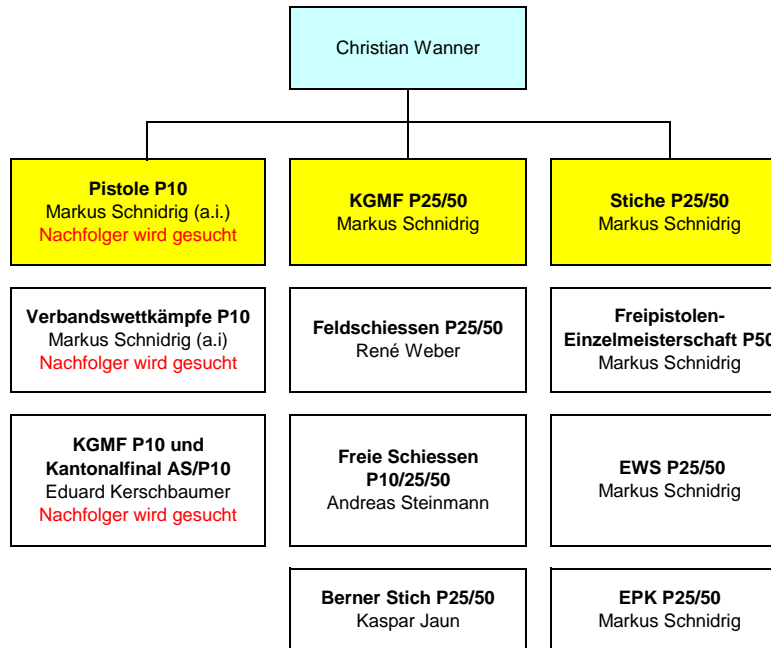 Christian Wanner
Pistole P10
Markus Schnidrig (a.i.)
Nachfolger wird gesucht
KGMF P25/50
Markus Schnidrig
Stiche P25/50
Markus Schnidrig
Verbandswettkämpfe P10
Markus Schnidrig (a.i)
Nachfolger wird gesucht
Feldschiessen P25/50
René Weber
Freipistolen-
Einzelmeisterschaft P50
Markus Schnidrig
KGMF P10 und
Kantonalfinal AS/P10
Eduard Kerschbaumer
Nachfolger wird gesucht
Freie Schiessen
P10/25/50
Andreas Steinmann
EWS P25/50
Markus Schnidrig
Berner Stich P25/50
Kaspar Jaun
EPK P25/50
Markus Schnidrig